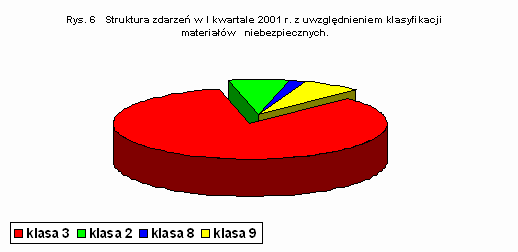 Rys. 6 Struktura zdarzeń w I kwartale 2001 r. z uwzględnieniem klasyfikacji
materiałów niebezpiecznych.
klasa 3 klasa 2 klasa 8 klasa 9